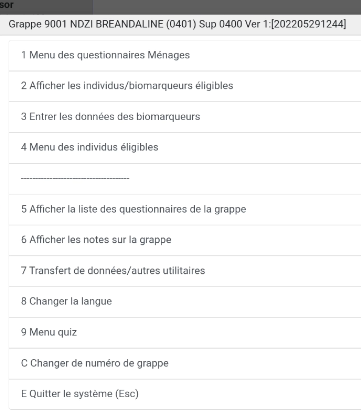 sor
Grappe 9001 NDZI BREANDALINE (0401) Sup 0400 Ver 1:[202205291244]
1 Menu des questionnaires Ménages
2 Afficher les individus/biomarqueurs éligibles
3 Entrer les données des biomarqueurs
4 Menu des individus éligibles
------------------------------------
5 Afficher la liste des questionnaires de la grappe
6 Afficher les notes sur la grappe
7 Transfert de données/autres utilitaires
8 Changer la langue
9 Menu quiz
C Changer de numéro de grappe
E Quitter le système (Esc)